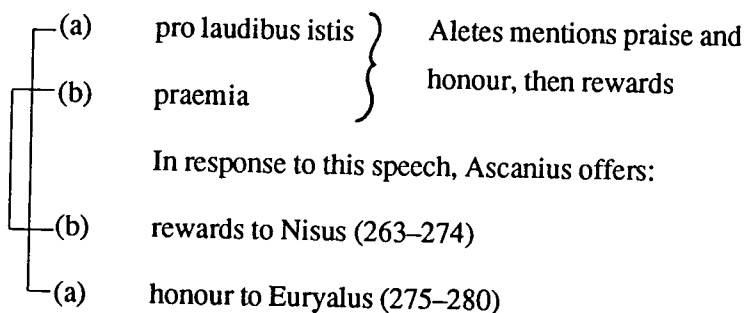 (a) pro laudibus istis } Aletes mentions praise and
(b) praemia honour, then rewards
In response to this speech, Ascanius offers:
(b) rewards to Nisus (263–274)
(a) honour to Euryalus (275–280)